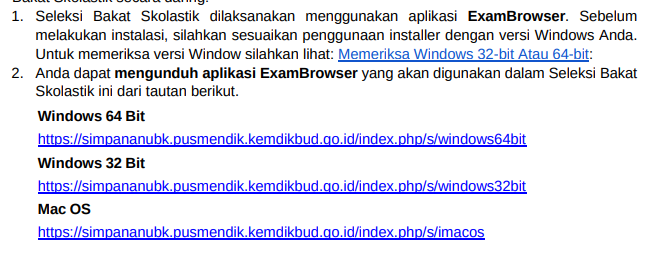 Bakat Skolastik secara daring.
1. Seleksi Bakat Skolastik dilaksanakan menggunakan aplikasi ExamBrowser. Sebelum
melakukan instalasi, silahkan sesuaikan penggunaan installer dengan versi Windows Anda.
Untuk memeriksa versi Window silahkan lihat: Memeriksa Windows 32-bit Atau 64-bit:
2. Anda dapat mengunduh aplikasi ExamBrowser yang akan digunakan dalam Seleksi Bakat
Skolastik ini dari tautan berikut.
Windows 64 Bit
https://simpananubk.pusmendik.kemdikbud.go.id/index.php/s/windows64bit
Windows 32 Bit
https://simpananubk.pusmendik.kemdikbud.go.id/index.php/s/windows32bit
Mac OS
https://simpananubk.pusmendik.kemdikbud.go.id/index.php/s/imacos